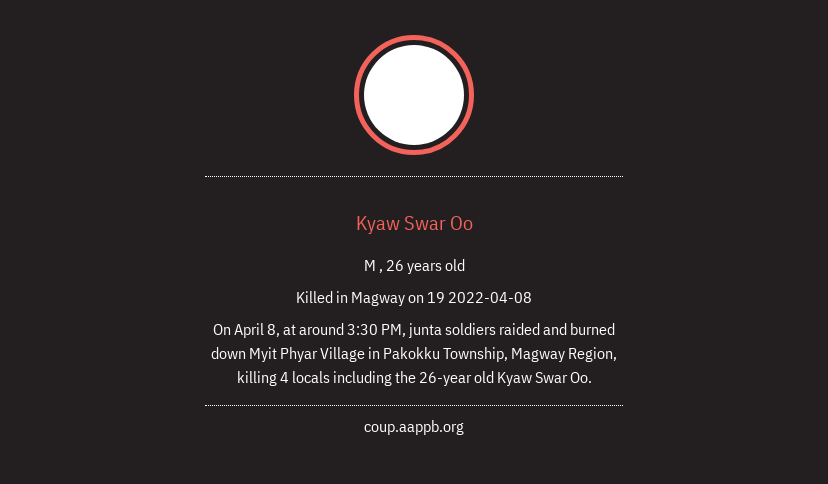 Kyaw Swar Oo
M , 26 years old
Killed in Magway on 19 2022-04-08
On April 8, at around 3:30 PM, junta soldiers raided and burned
down Myit Phyar Village in Pakokku Township, Magway Region,
killing 4 locals including the 26-year old Kyaw Swar Oo.
coup.aappb.org